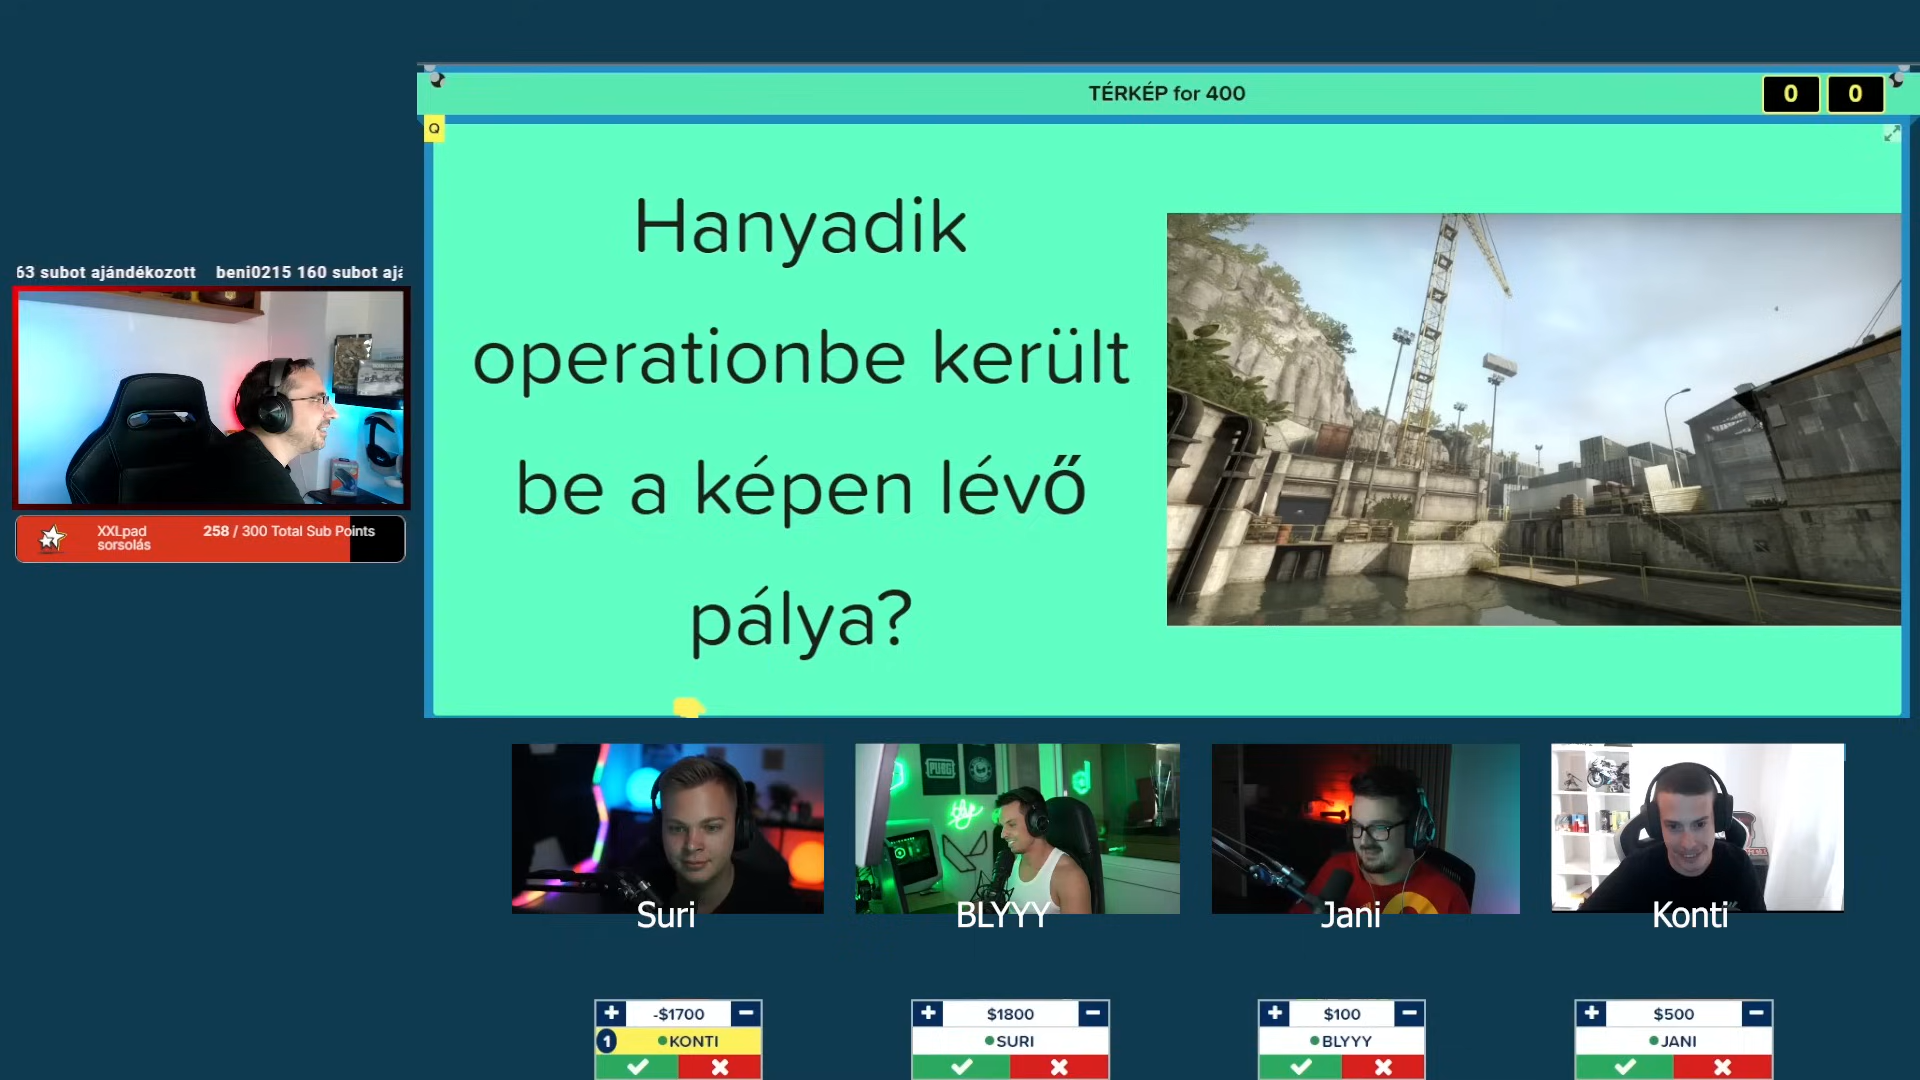 TÉRKÉP for 400
0 0
Q
Hanyadik
operationbe került
be a képen lévő
pálya?
63 subot ajándékozott beni0215 160 subot ajá
XXLpad
sorsolás
258 / 300 Total Sub Points
PUBG
Suri
BLYYY
Jani
Konti
-$1700
1 KONTI
$1800
SURI
$100
BLYYY
$500
JANI